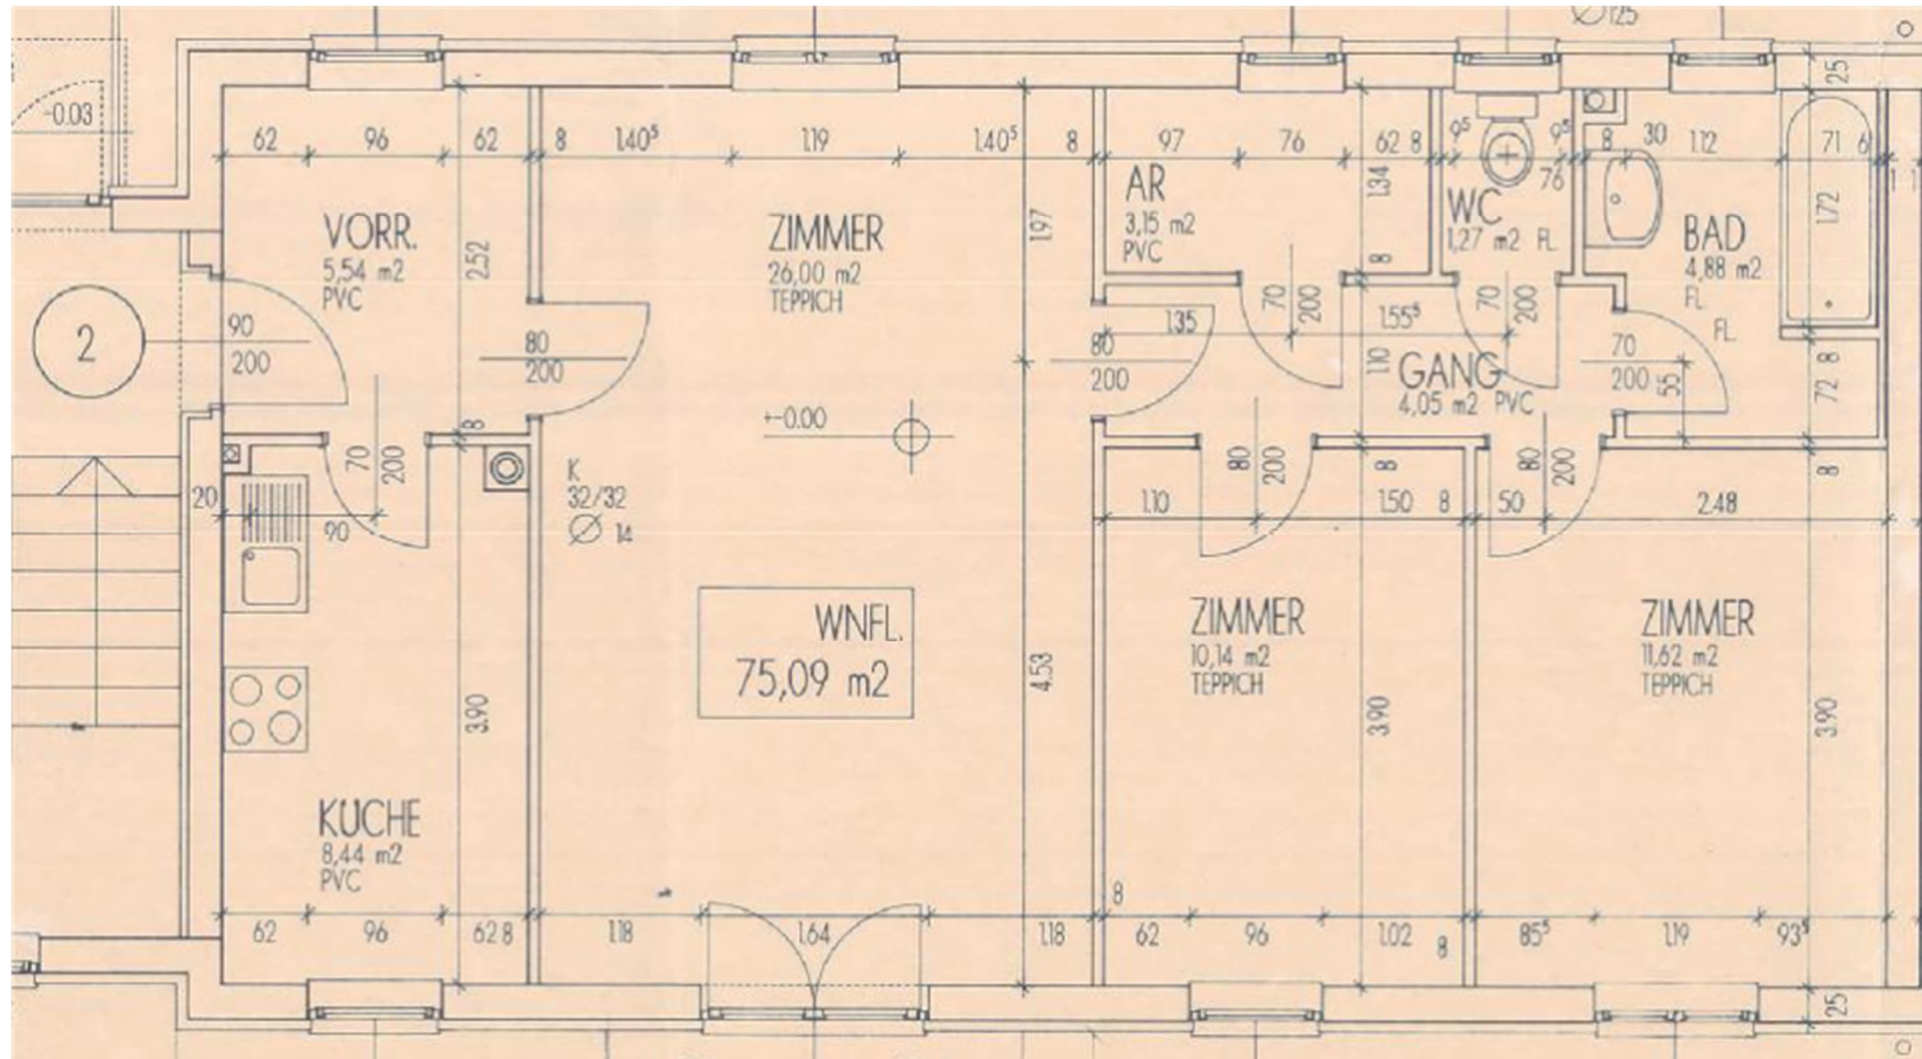 Ø125
-0.03
25
62 96 62 8 1.40⁵ 1.19 1.40⁵ 8 97 76 62 8 9⁵ 9⁵ 8 30 1.12 71 6
76
VORR.
5,54 m2
PVC
2.52
ZIMMER
26,00 m2
TEPPICH
1.97
AR
3,15 m2
PVC
1.34
8
WC
1,27 m2 FL.
BAD
4,88 m2
FL.
FL.
1.72
2
90
200
80
200
80
200
1.35
70
200
1.55⁵
70
200
1.10
GANG
4,05 m2 PVC
70
200
55
72 8
+-0.00
8
70
200
20
90
K
32/32
Ø 14
80
200
8
80
200
8
1.10 1.50 8 50 2.48
WNFL.
75,09 m2
4.53
ZIMMER
10,14 m2
TEPPICH
ZIMMER
11,62 m2
TEPPICH
3.90
3.90
3.90
KÜCHE
8,44 m2
PVC
8
62 96 62 8 1.18 1.64 1.18 62 96 1.02 8 85⁵ 1.19 93⁵
25